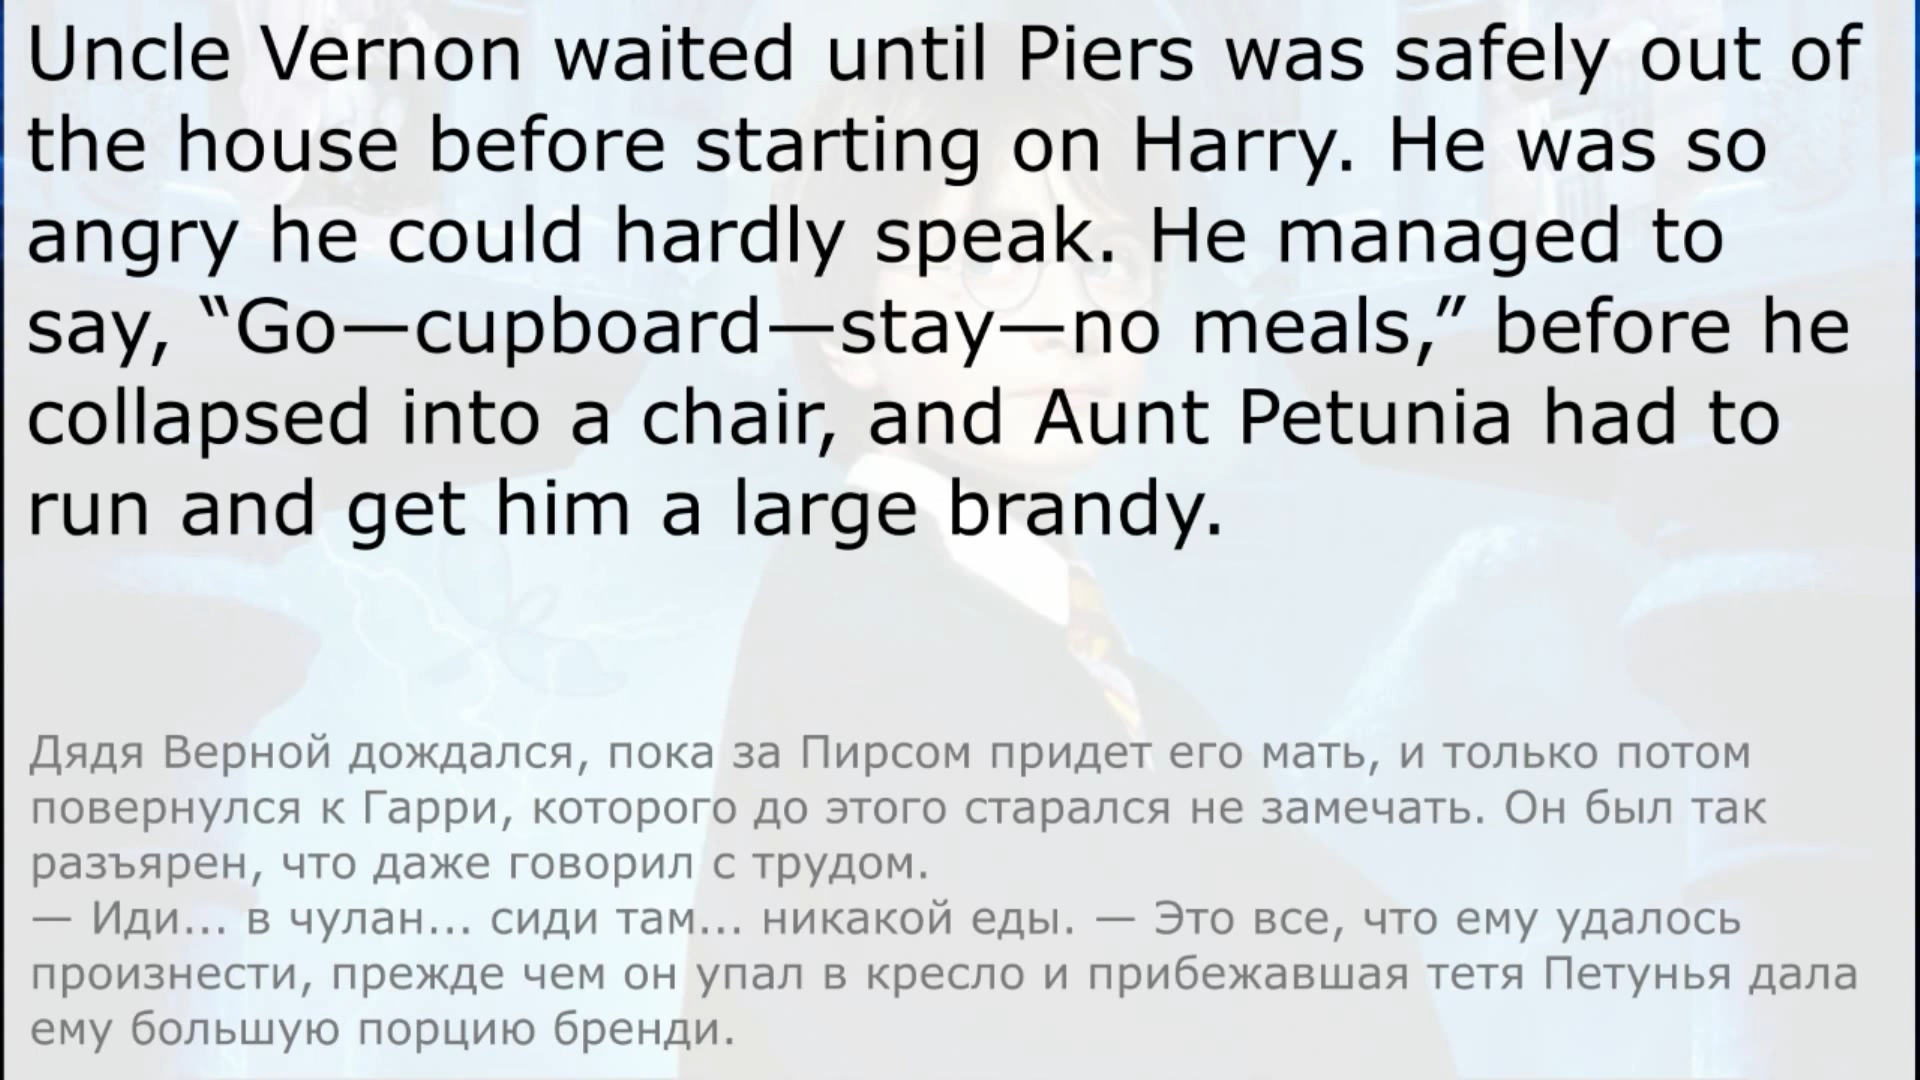 Uncle Vernon waited until Piers was safely out of
the house before starting on Harry. He was so
angry he could hardly speak. He managed to
say, “Go—cupboard—stay—no meals,” before he
collapsed into a chair, and Aunt Petunia had to
run and get him a large brandy.
Дядя Верной дождался, пока за Пирсом придет его мать, и только потом
повернулся к Гарри, которого до этого старался не замечать. Он был так
разъярен, что даже говорил с трудом.
— Иди... в чулан... сиди там... никакой еды. — Это все, что ему удалось
произнести, прежде чем он упал в кресло и прибежавшая тетя Петунья дала
ему большую порцию бренди.